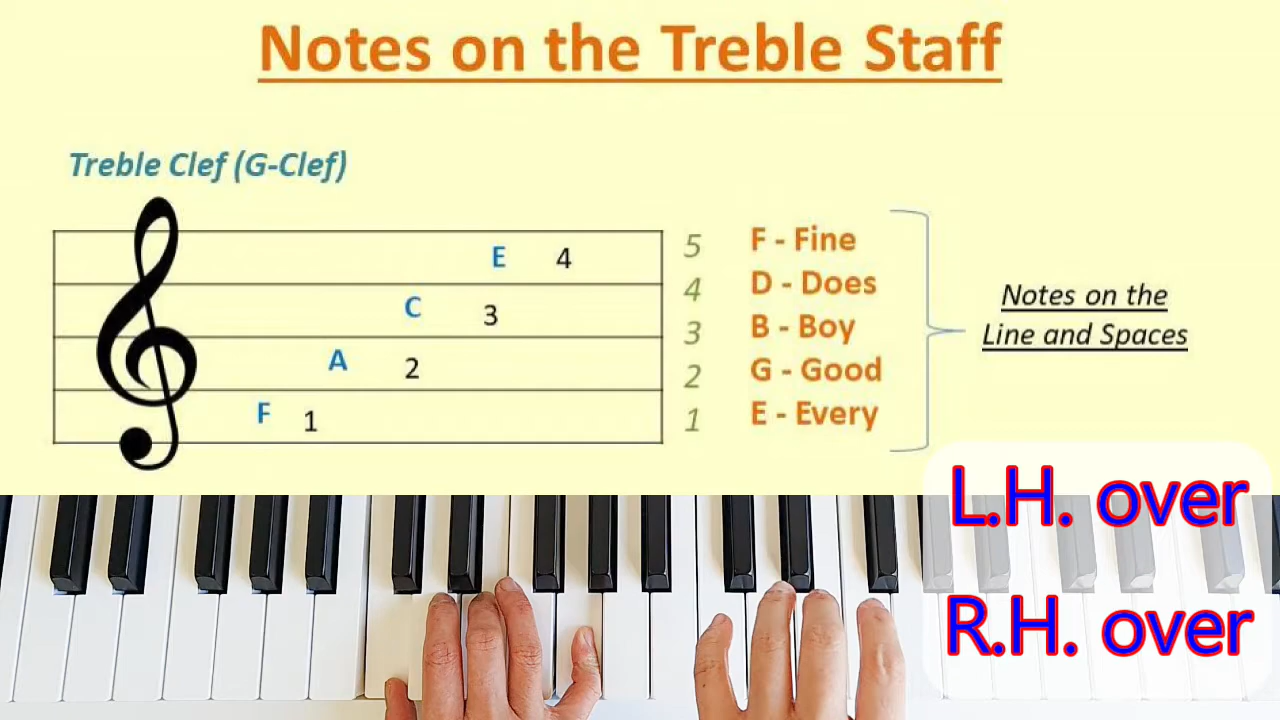 Notes on the Treble Staff
Treble Clef (G-Clef)
E 4
C 3
A 2
F 1
5 F - Fine
4 D - Does
3 B - Boy
2 G - Good
1 E - Every
Notes on the
Line and Spaces
L.H. over
R.H. over